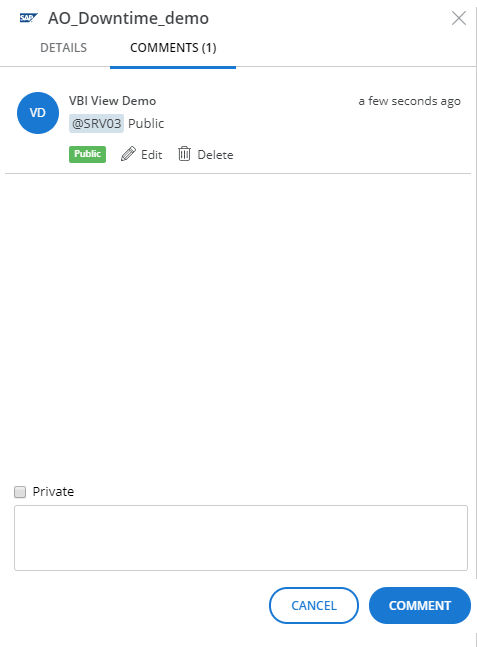 SAP AO_Downtime_demo
DETAILS COMMENTS (1)
VD VBI View Demo a few seconds ago
@SRV03 Public
Public Edit Delete
Private
CANCEL COMMENT